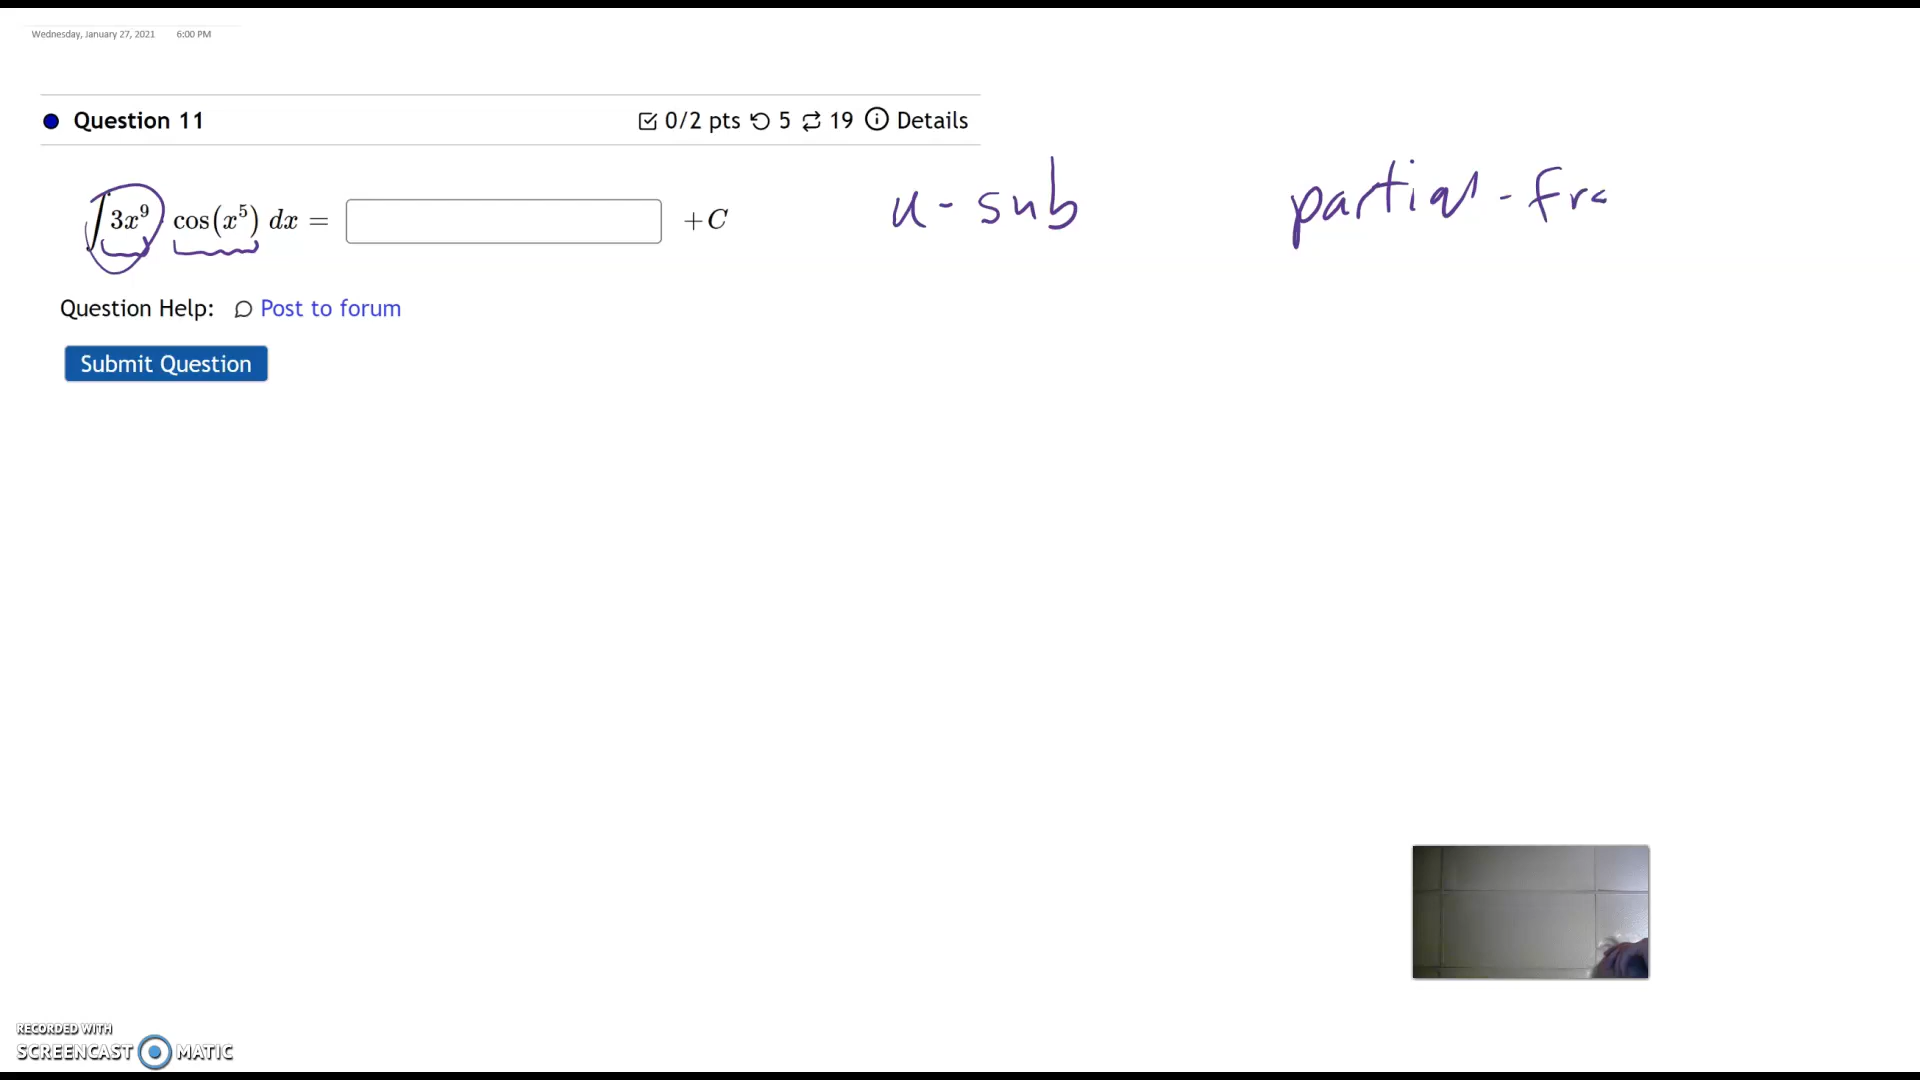 Wednesday, January 27, 2021 6:00 PM
Question 11 0/2 pts 5 19 Details
∫ 3x⁹ cos(x⁵) dx = +C
u-sub partial-fra
Question Help: Post to forum
Submit Question
RECORDED WITH
SCREENCAST MATIC